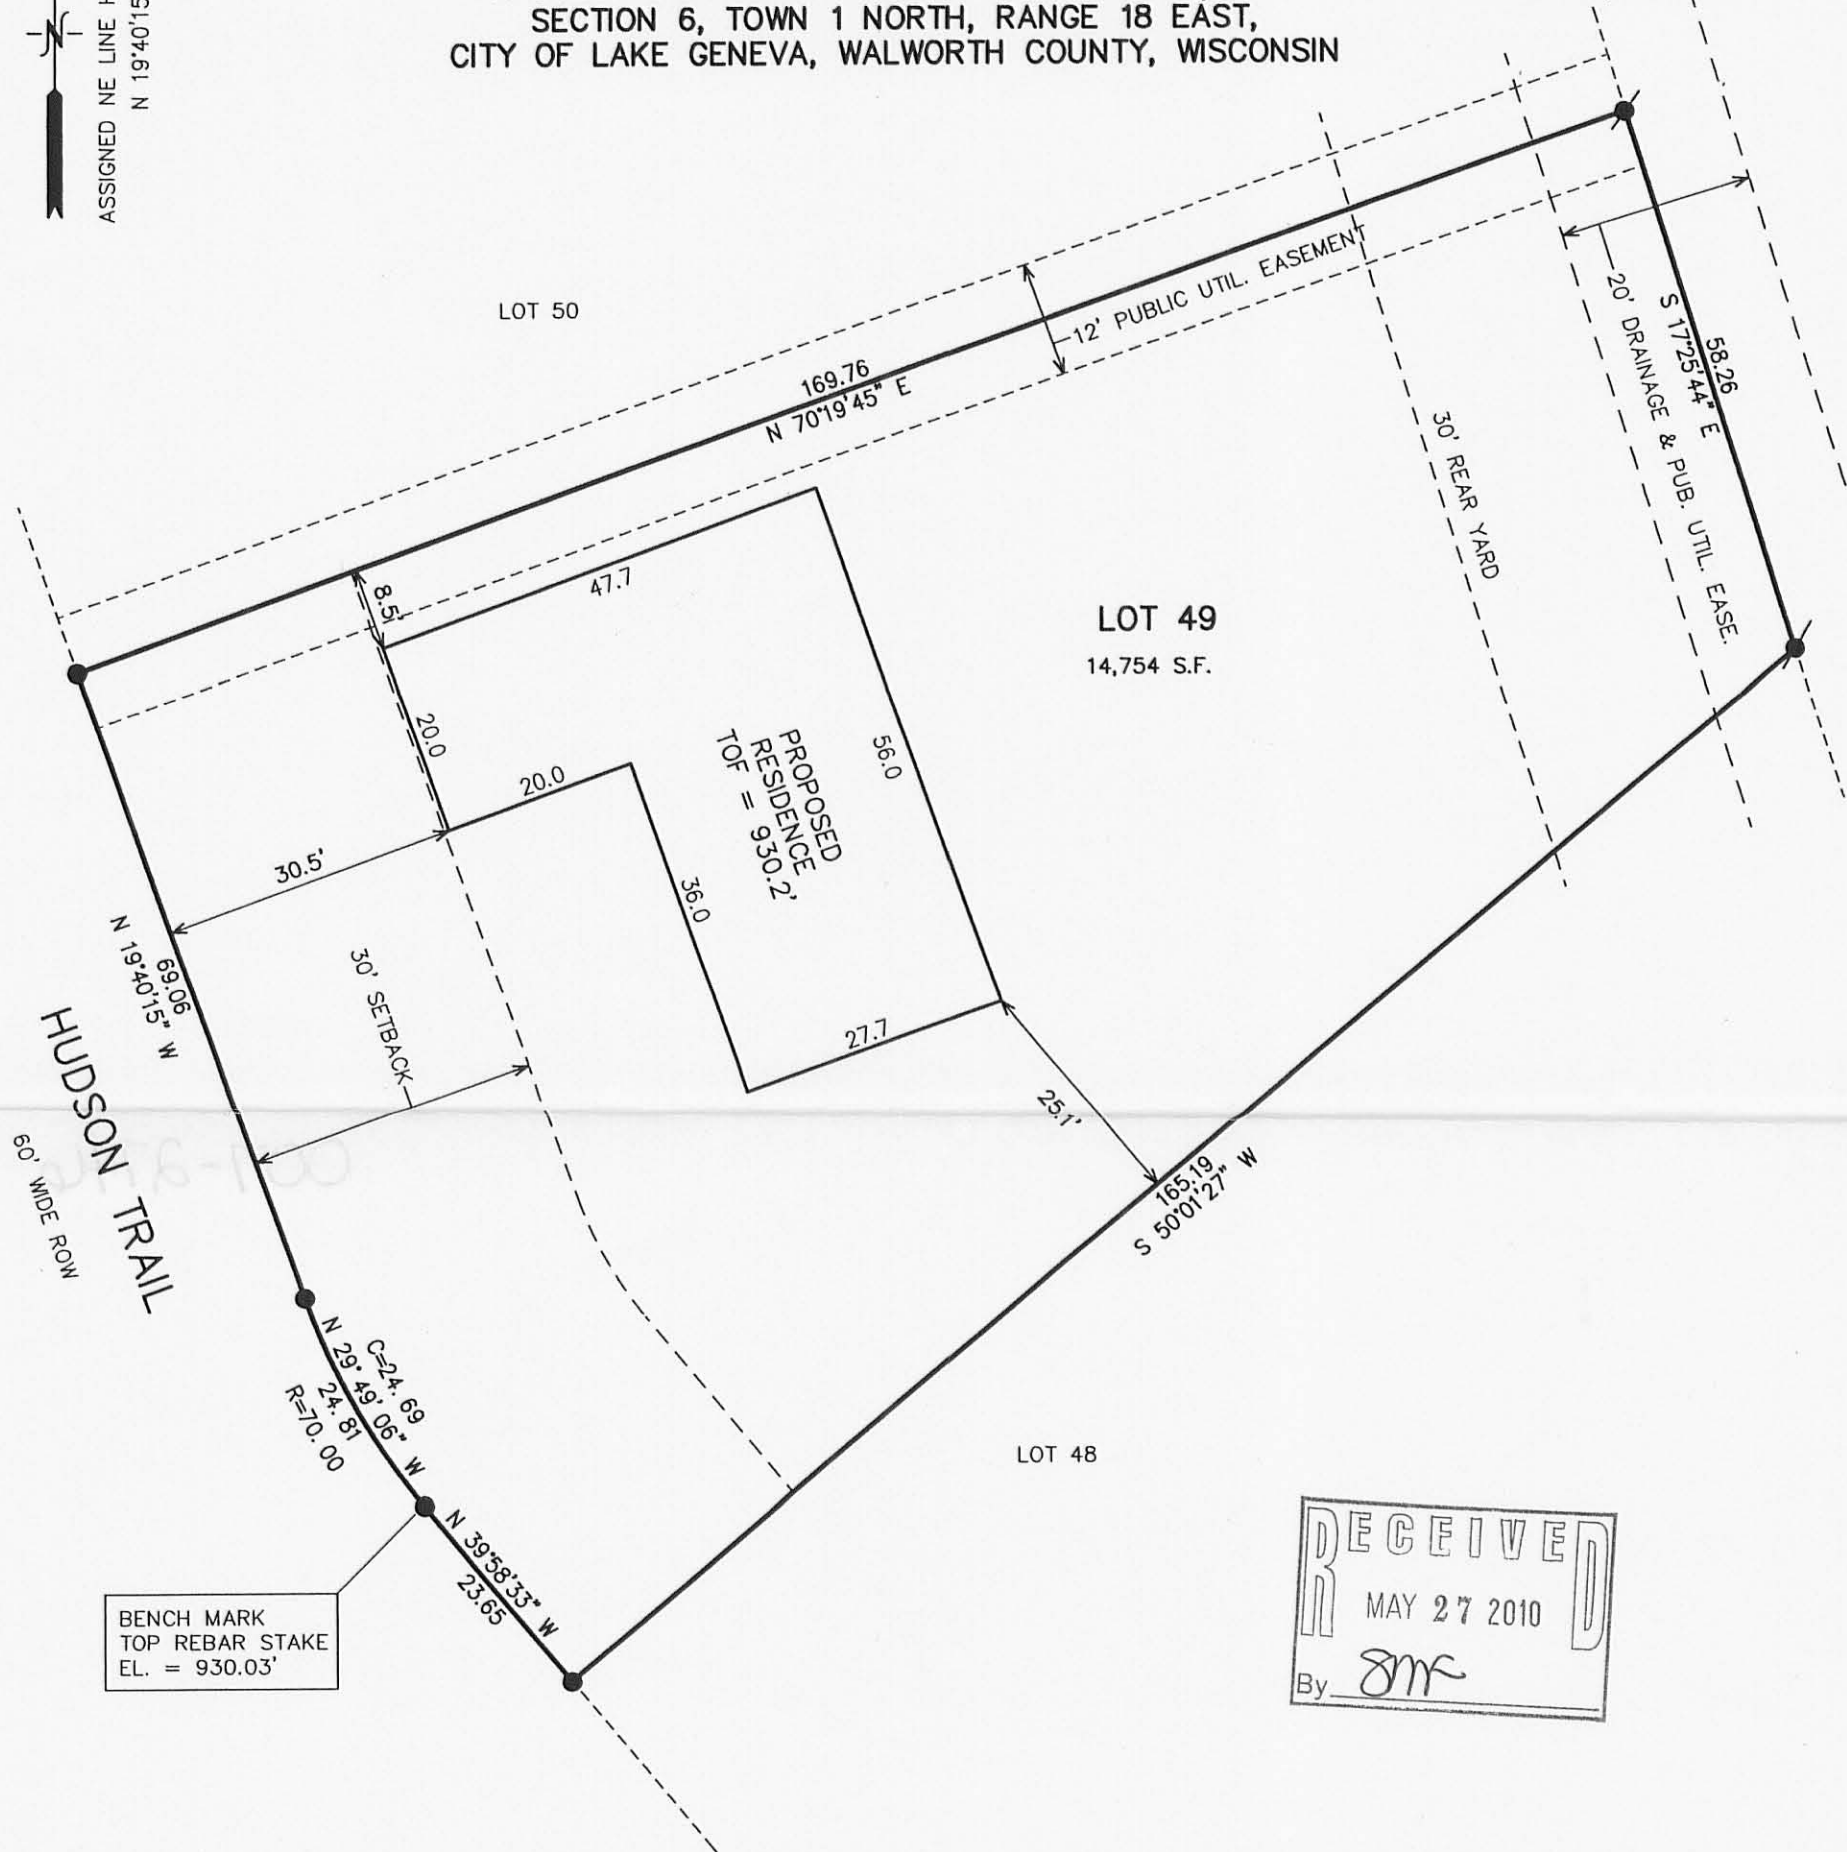 SECTION 6, TOWN 1 NORTH, RANGE 18 EAST,
CITY OF LAKE GENEVA, WALWORTH COUNTY, WISCONSIN
N
ASSIGNED NE LINE
N 19°40'15
LOT 50
12' PUBLIC UTIL. EASEMENT
169.76
N 70°19'45" E
58.26
S 17°25'44" E
20' DRAINAGE & PUB. UTIL. EASE.
30' REAR YARD
8.5'
47.7
LOT 49
14,754 S.F.
20.0
20.0
56.0
PROPOSED
RESIDENCE
TOF = 930.2'
30.5'
36.0
27.7
69.06
N 19°40'15" W
30' SETBACK
25.1'
HUDSON TRAIL
60' WIDE ROW
165.19
S 50°01'27" W
C=24.69
N 29°49'06" W
24.81
R=70.00
LOT 48
N 39°58'33" W
23.65
BENCH MARK
TOP REBAR STAKE
EL. = 930.03'
RECEIVED
MAY 27 2010
By